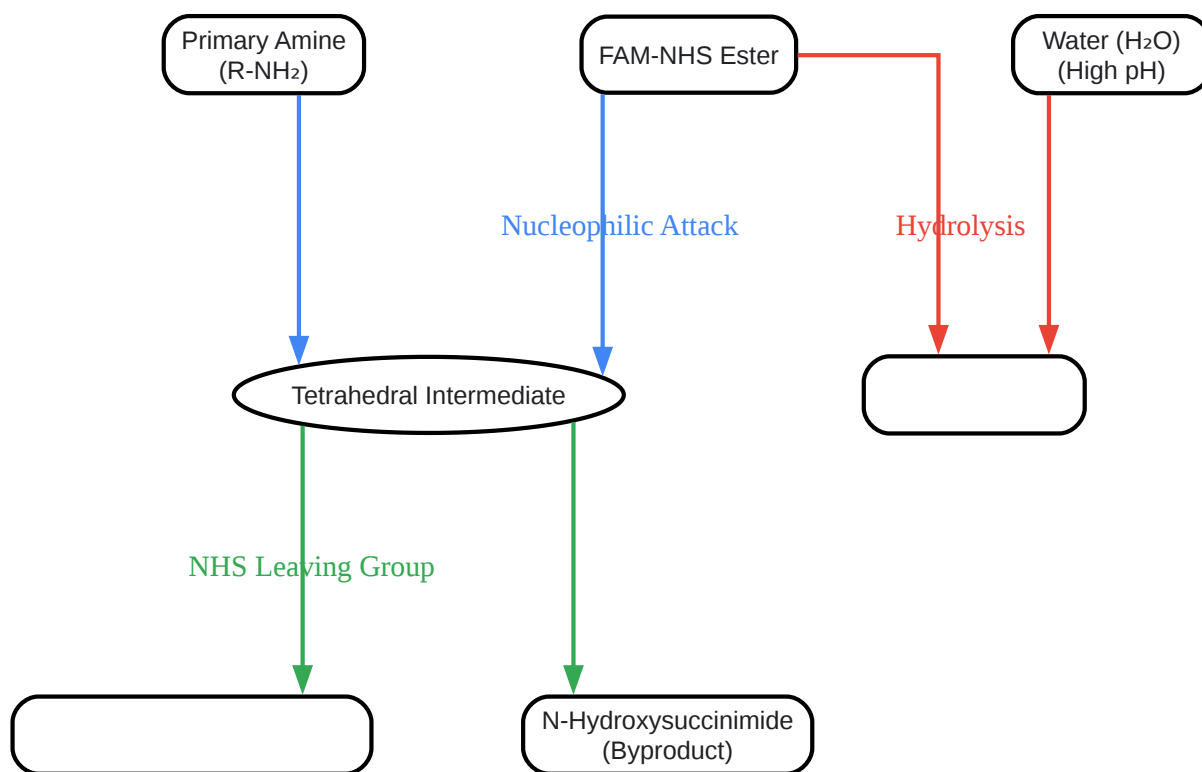 Primary Amine
(R-NH₂)
FAM-NHS Ester
Water (H₂O)
(High pH)
Nucleophilic Attack
Hydrolysis
Tetrahedral Intermediate
NHS Leaving Group
N-Hydroxysuccinimide
(Byproduct)